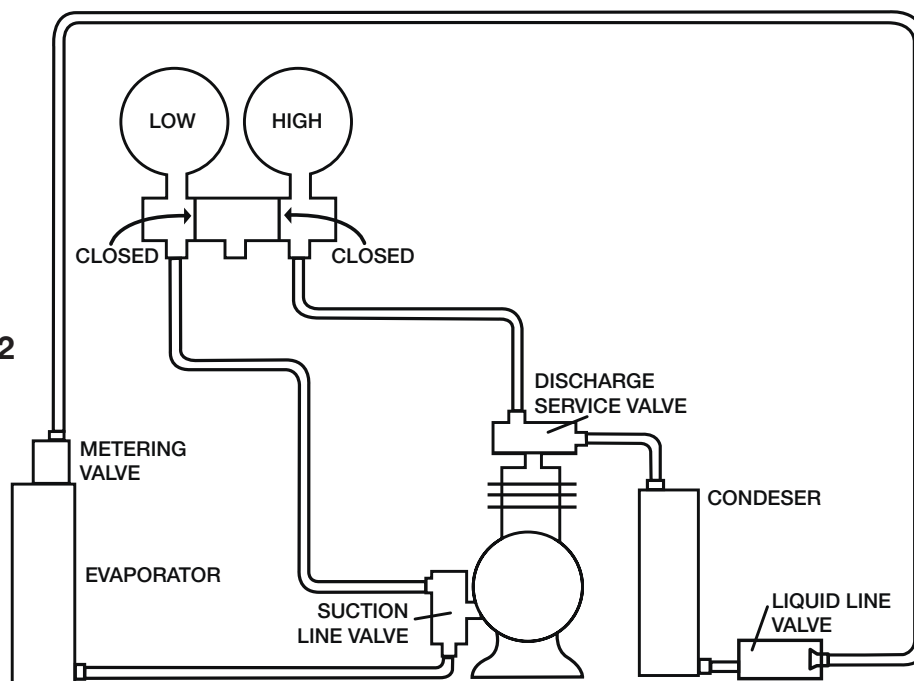 LOW
HIGH
CLOSED
CLOSED
2
DISCHARGE
SERVICE VALVE
METERING
VALVE
CONDESER
EVAPORATOR
SUCTION
LINE VALVE
LIQUID LINE
VALVE